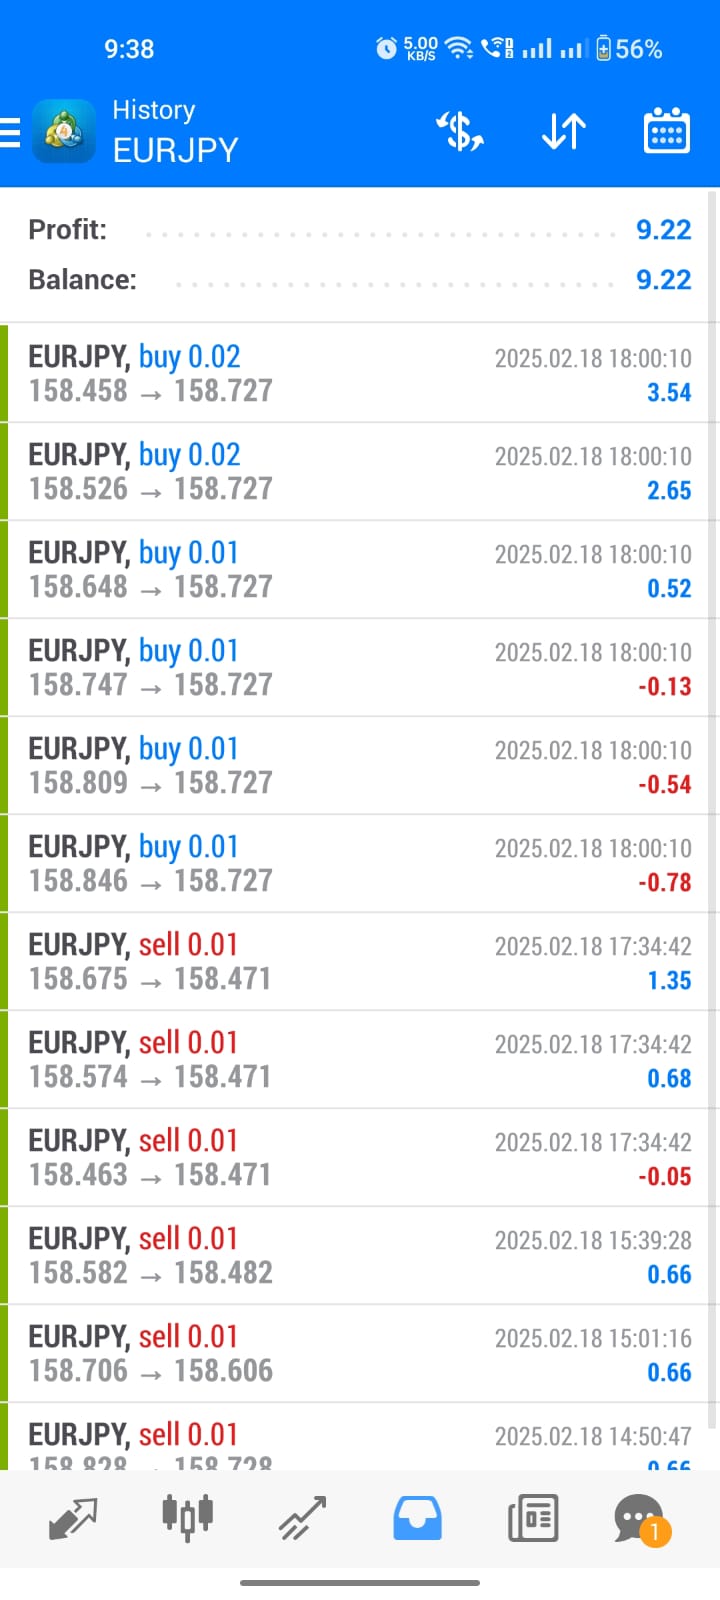 9:38 5.00 KB/S 56%
History
EURJPY
Profit: 9.22
Balance: 9.22
EURJPY, buy 0.02 2025.02.18 18:00:10
158.458 → 158.727 3.54
EURJPY, buy 0.02 2025.02.18 18:00:10
158.526 → 158.727 2.65
EURJPY, buy 0.01 2025.02.18 18:00:10
158.648 → 158.727 0.52
EURJPY, buy 0.01 2025.02.18 18:00:10
158.747 → 158.727 -0.13
EURJPY, buy 0.01 2025.02.18 18:00:10
158.809 → 158.727 -0.54
EURJPY, buy 0.01 2025.02.18 18:00:10
158.846 → 158.727 -0.78
EURJPY, sell 0.01 2025.02.18 17:34:42
158.675 → 158.471 1.35
EURJPY, sell 0.01 2025.02.18 17:34:42
158.574 → 158.471 0.68
EURJPY, sell 0.01 2025.02.18 17:34:42
158.463 → 158.471 -0.05
EURJPY, sell 0.01 2025.02.18 15:39:28
158.582 → 158.482 0.66
EURJPY, sell 0.01 2025.02.18 15:01:16
158.706 → 158.606 0.66
EURJPY, sell 0.01 2025.02.18 14:50:47
158.828 → 158.728 0.66
1